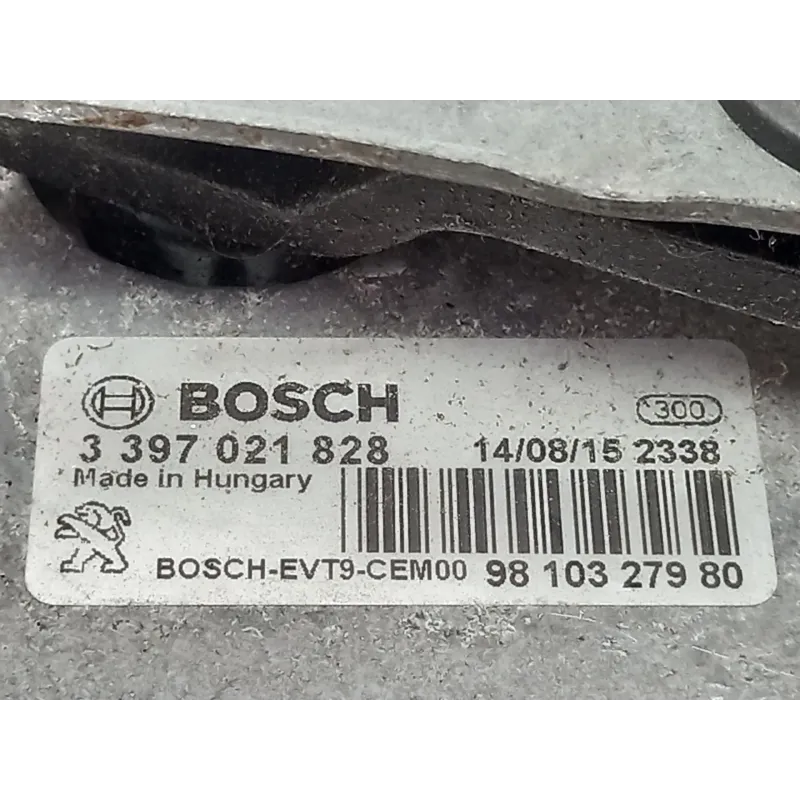 BOSCH
300
3 397 021 828 14/08/15 2338
Made in Hungary
BOSCH-EVT9-CEM00 98 103 279 80